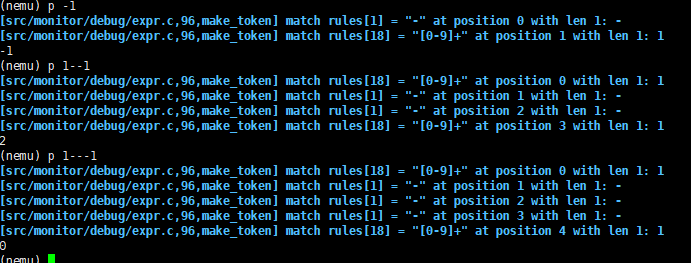 (nemu) p -1
[src/monitor/debug/expr.c,96,make_token] match rules[1] = "-" at position 0 with len 1: -
[src/monitor/debug/expr.c,96,make_token] match rules[18] = "[0-9]+" at position 1 with len 1: 1
-1
(nemu) p 1--1
[src/monitor/debug/expr.c,96,make_token] match rules[18] = "[0-9]+" at position 0 with len 1: 1
[src/monitor/debug/expr.c,96,make_token] match rules[1] = "-" at position 1 with len 1: -
[src/monitor/debug/expr.c,96,make_token] match rules[1] = "-" at position 2 with len 1: -
[src/monitor/debug/expr.c,96,make_token] match rules[18] = "[0-9]+" at position 3 with len 1: 1
2
(nemu) p 1---1
[src/monitor/debug/expr.c,96,make_token] match rules[18] = "[0-9]+" at position 0 with len 1: 1
[src/monitor/debug/expr.c,96,make_token] match rules[1] = "-" at position 1 with len 1: -
[src/monitor/debug/expr.c,96,make_token] match rules[1] = "-" at position 2 with len 1: -
[src/monitor/debug/expr.c,96,make_token] match rules[1] = "-" at position 3 with len 1: -
[src/monitor/debug/expr.c,96,make_token] match rules[18] = "[0-9]+" at position 4 with len 1: 1
0
(nemu)